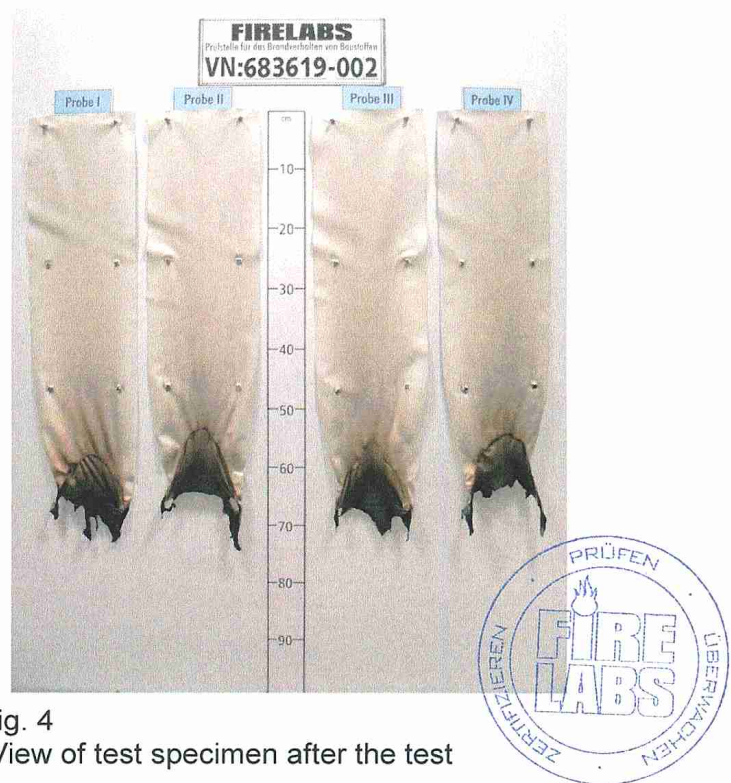 FIRELABS
Prüfstelle für das Brandverhalten von Baustoffen
VN:683619-002
Probe I
Probe II
Probe III
Probe IV
cm
10
20
30
40
50
60
70
80
90
PRÜFEN
ÜBERWACHEN
ZERTIFIZIEREN
FIRE
LABS
ig. 4
View of test specimen after the test